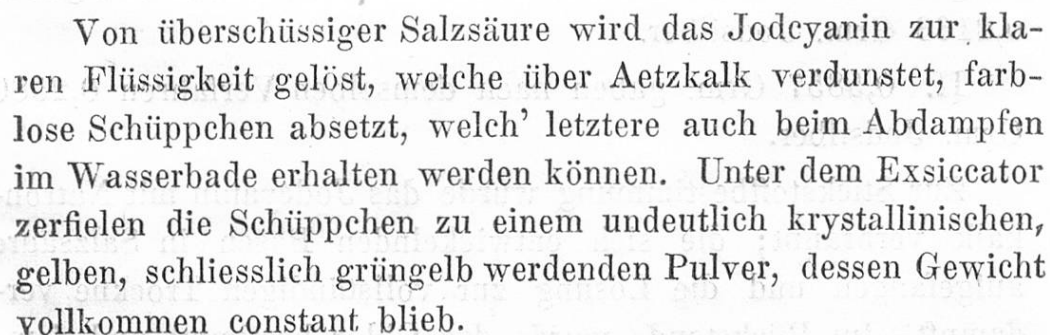 Von überschüssiger Salzsäure wird das Jodcyanin zur kla-
ren Flüssigkeit gelöst, welche über Aetzkalk verdunstet, farb-
lose Schüppchen absetzt, welch' letztere auch beim Abdampfen
im Wasserbade erhalten werden können. Unter dem Exsiccator
zerfielen die Schüppchen zu einem undeutlich krystallinischen,
gelben, schliesslich grüngelb werdenden Pulver, dessen Gewicht
vollkommen constant blieb.